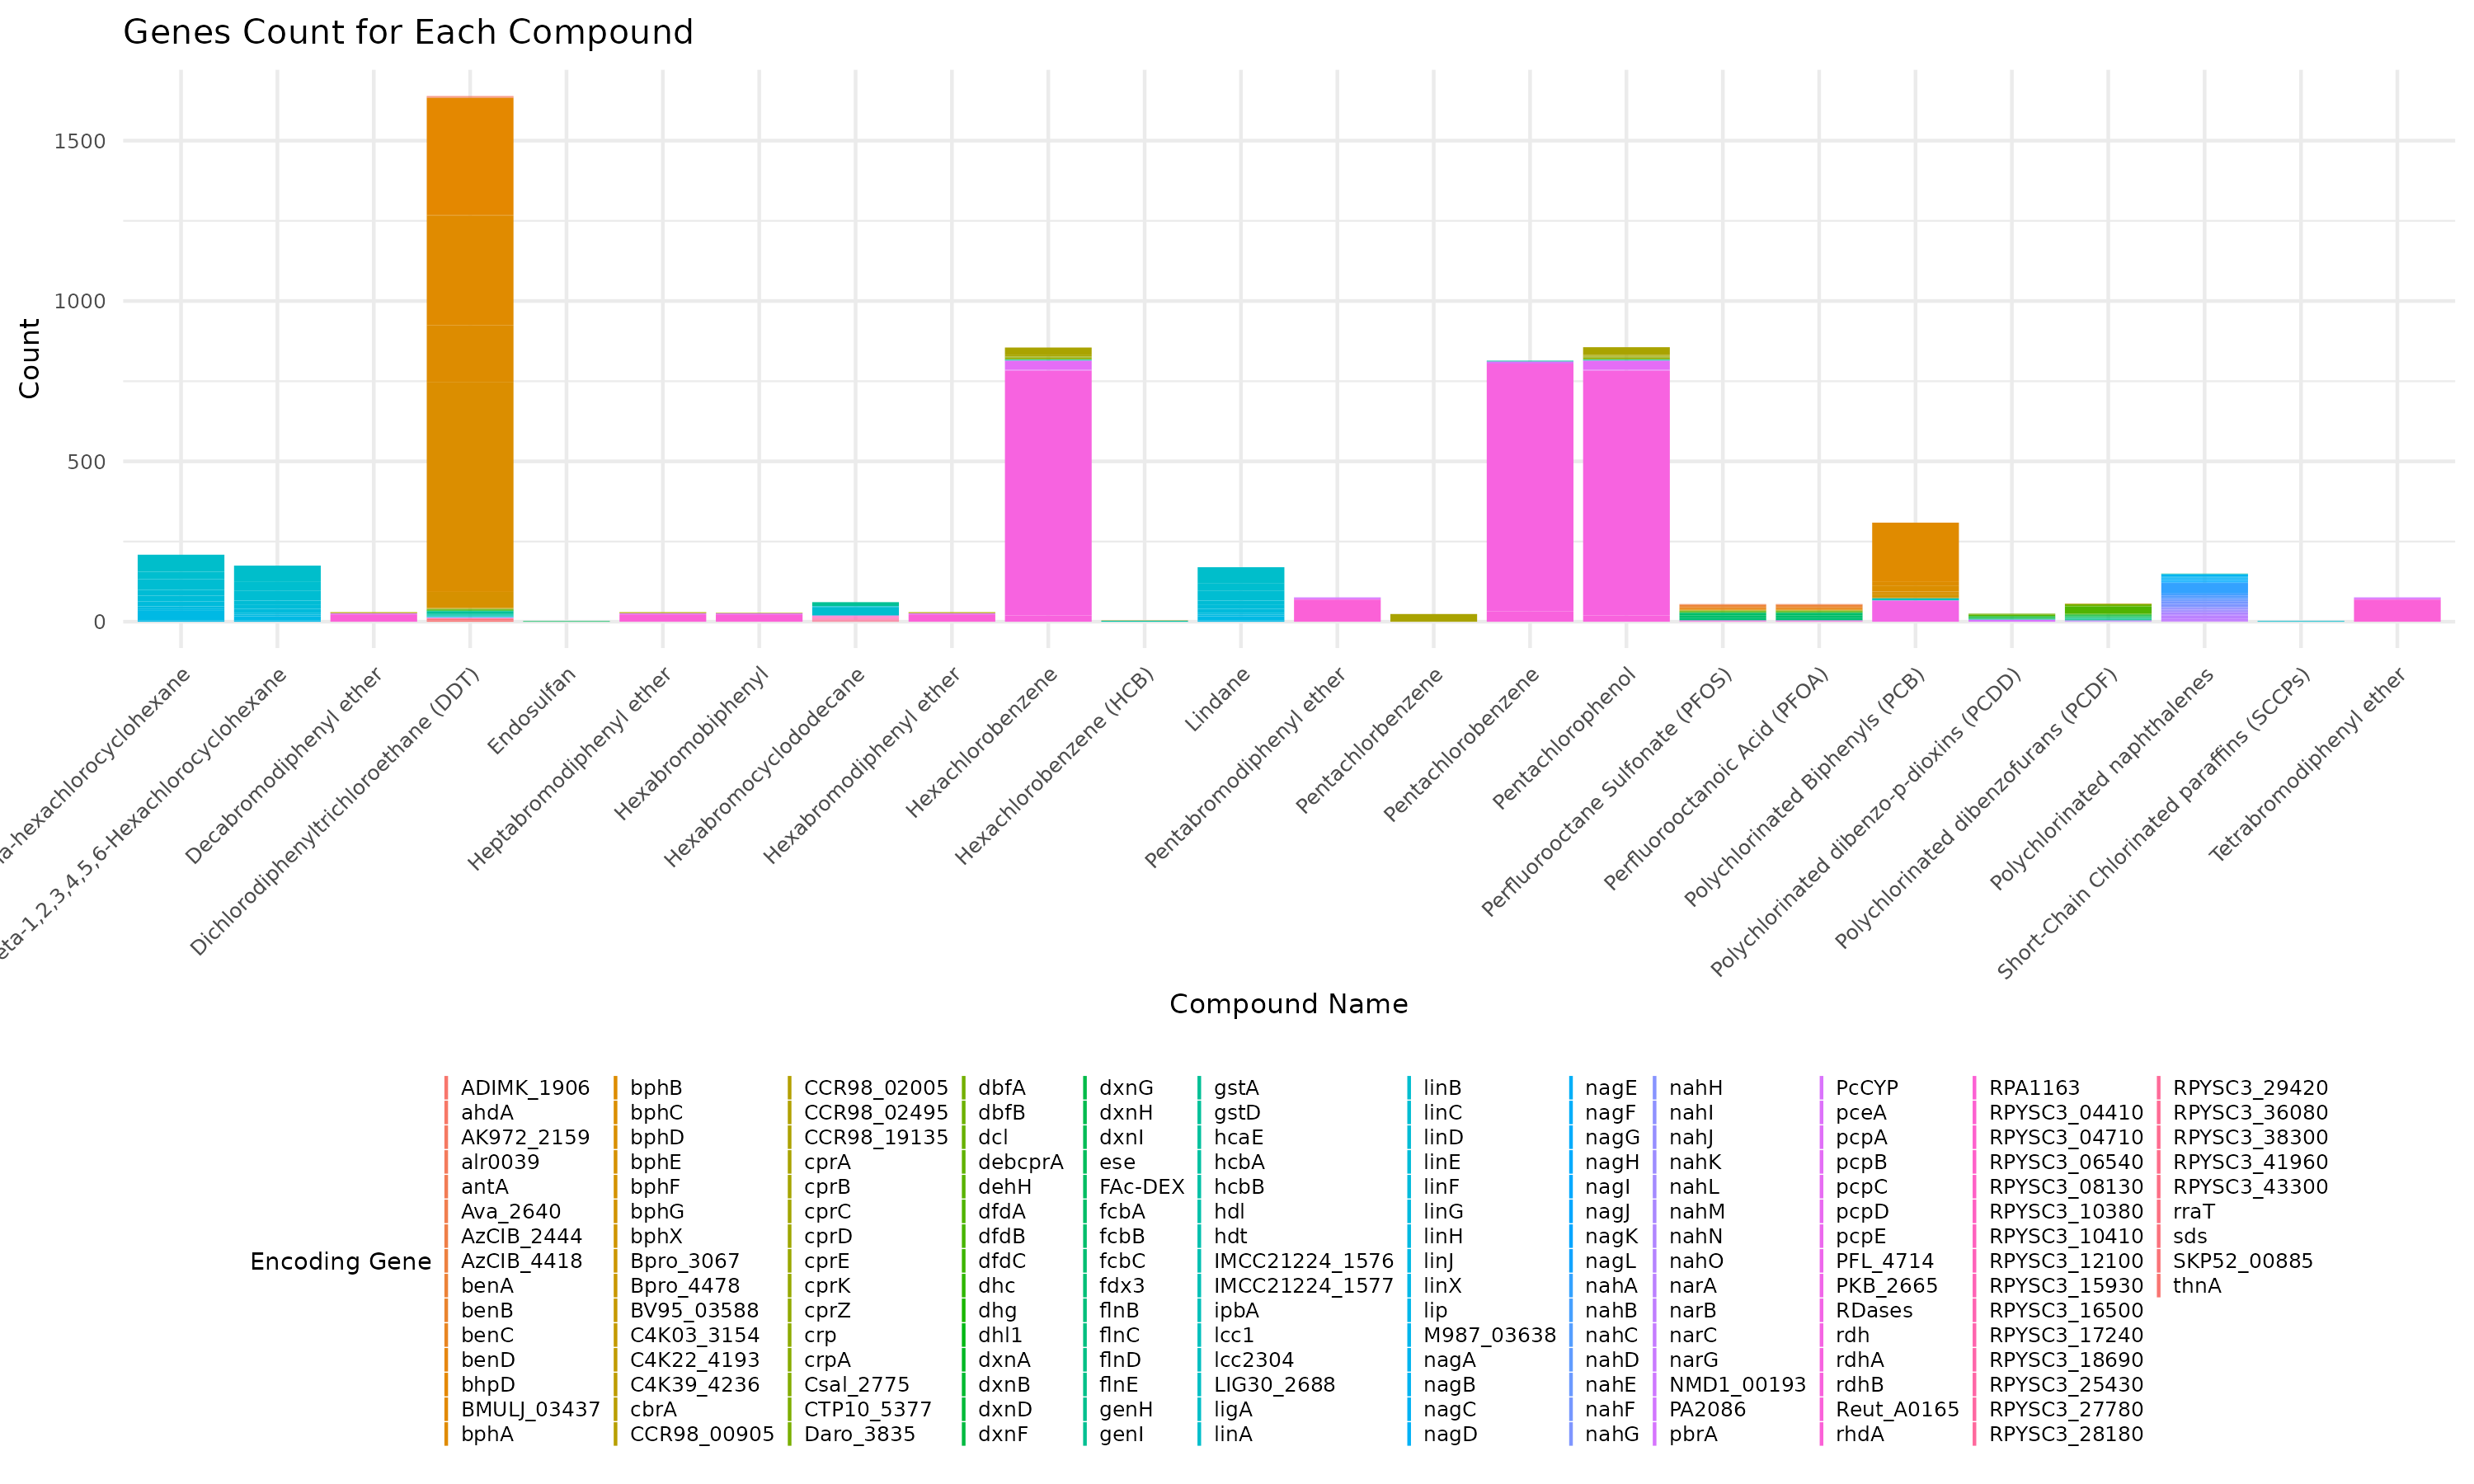 Genes Count for Each Compound
Count
1500
1000
500
0
a-hexachlorocyclohexane
eta-1,2,3,4,5,6-Hexachlorocyclohexane
Decabromodiphenyl ether
Dichlorodiphenyltrichloroethane (DDT)
Endosulfan
Heptabromodiphenyl ether
Hexabromobiphenyl
Hexabromocyclododecane
Hexabromodiphenyl ether
Hexachlorobenzene
Hexachlorobenzene (HCB)
Lindane
Pentabromodiphenyl ether
Pentachlorbenzene
Pentachlorobenzene
Pentachlorophenol
Perfluorooctane Sulfonate (PFOS)
Perfluorooctanoic Acid (PFOA)
Polychlorinated Biphenyls (PCB)
Polychlorinated dibenzo-p-dioxins (PCDD)
Polychlorinated dibenzofurans (PCDF)
Polychlorinated naphthalenes
Short-Chain Chlorinated paraffins (SCCPs)
Tetrabromodiphenyl ether
Compound Name
Encoding Gene
ADIMK_1906
ahdA
AK972_2159
alr0039
antA
Ava_2640
AzCIB_2444
AzCIB_4418
benA
benB
benC
benD
bhpD
BMULJ_03437
bphA
bphB
bphC
bphD
bphE
bphF
bphG
bphX
Bpro_3067
Bpro_4478
BV95_03588
C4K03_3154
C4K22_4193
C4K39_4236
cbrA
CCR98_00905
CCR98_02005
CCR98_02495
CCR98_19135
cprA
cprB
cprC
cprD
cprE
cprK
cprZ
crp
crpA
Csal_2775
CTP10_5377
Daro_3835
dbfA
dbfB
dcl
debcprA
dehH
dfdA
dfdB
dfdC
dhc
dhg
dhl1
dxnA
dxnB
dxnD
dxnF
dxnG
dxnH
dxnI
ese
FAc-DEX
fcbA
fcbB
fcbC
fdx3
flnB
flnC
flnD
flnE
genH
genI
gstA
gstD
hcaE
hcbA
hcbB
hdl
hdt
IMCC21224_1576
IMCC21224_1577
ipbA
lcc1
lcc2304
LIG30_2688
ligA
linA
linB
linC
linD
linE
linF
linG
linH
linJ
linX
lip
M987_03638
nagA
nagB
nagC
nagD
nagE
nagF
nagG
nagH
nagI
nagJ
nagK
nagL
nahA
nahB
nahC
nahD
nahE
nahF
nahG
nahH
nahI
nahJ
nahK
nahL
nahM
nahN
nahO
narA
narB
narC
narG
NMD1_00193
PA2086
pbrA
PcCYP
pceA
pcpA
pcpB
pcpC
pcpD
pcpE
PFL_4714
PKB_2665
RDases
rdh
rdhA
rdhB
Reut_A0165
rhdA
RPA1163
RPYSC3_04410
RPYSC3_04710
RPYSC3_06540
RPYSC3_08130
RPYSC3_10380
RPYSC3_10410
RPYSC3_12100
RPYSC3_15930
RPYSC3_16500
RPYSC3_17240
RPYSC3_18690
RPYSC3_25430
RPYSC3_27780
RPYSC3_28180
RPYSC3_29420
RPYSC3_36080
RPYSC3_38300
RPYSC3_41960
RPYSC3_43300
rraT
sds
SKP52_00885
thnA